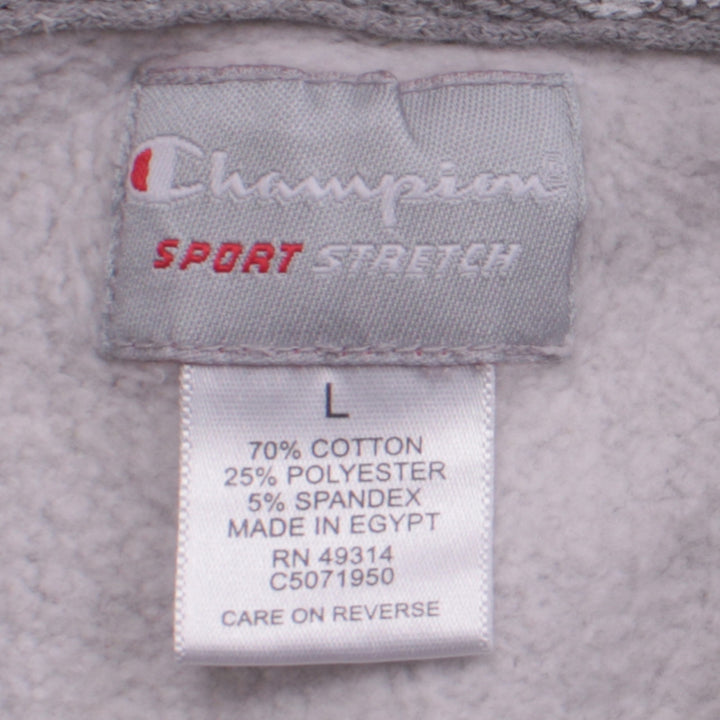 Champion®
SPORT STRETCH
L
70% COTTON
25% POLYESTER
5% SPANDEX
MADE IN EGYPT
RN 49314
C5071950
CARE ON REVERSE